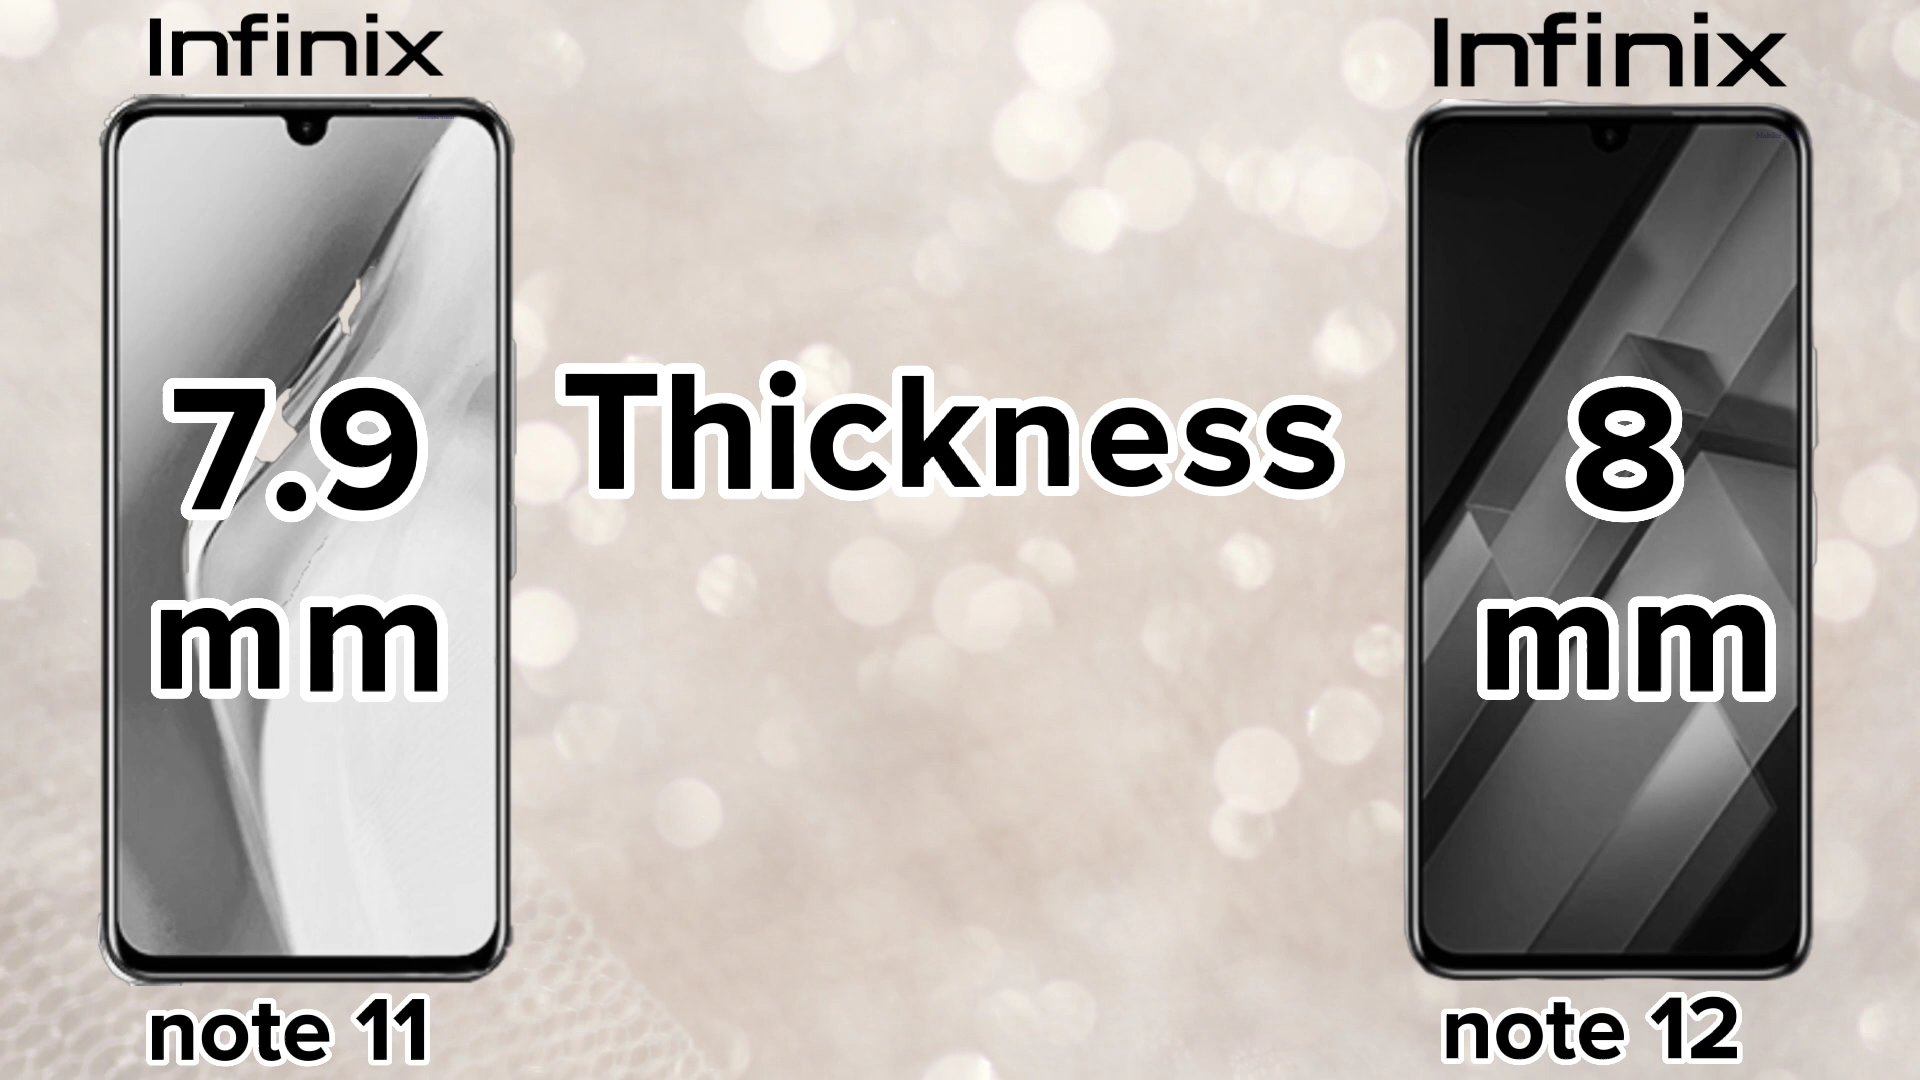 Infinix
Infinix
7.9
mm
Thickness
8
mm
note 11
note 12